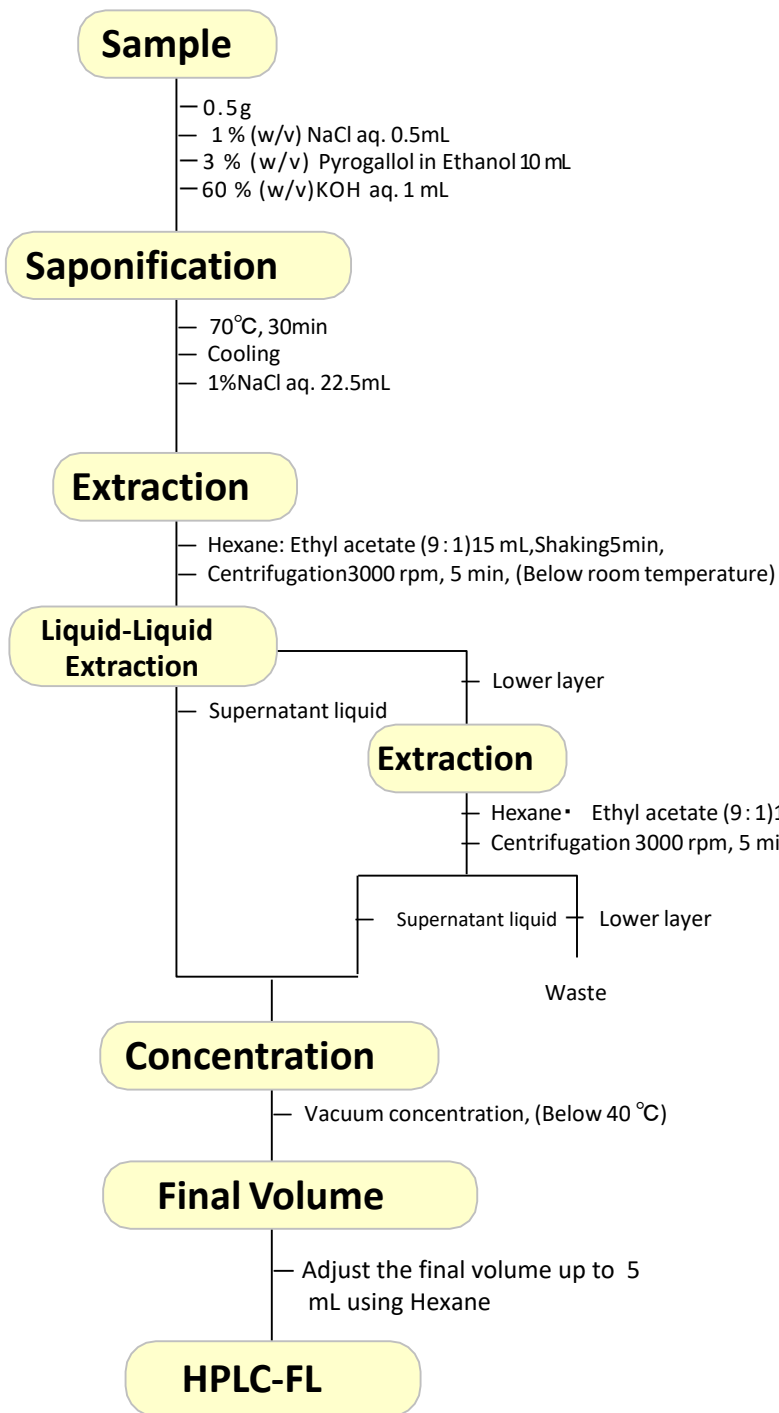 Sample
0.5g
1 % (w/v) NaCl aq. 0.5mL
3 % (w/v) Pyrogallol in Ethanol 10 mL
60 % (w/v)KOH aq. 1 mL
Saponification
70℃, 30min
Cooling
1%NaCl aq. 22.5mL
Extraction
Hexane: Ethyl acetate (9:1)15 mL,Shaking5min,
Centrifugation3000 rpm, 5 min, (Below room temperature)
Liquid-Liquid
Extraction
Lower layer
Supernatant liquid
Extraction
Hexane・ Ethyl acetate (9:1)
Centrifugation 3000 rpm, 5
Supernatant liquid
Lower layer
Waste
Concentration
Vacuum concentration, (Below 40 ℃)
Final Volume
Adjust the final volume up to 5
mL using Hexane
HPLC-FL